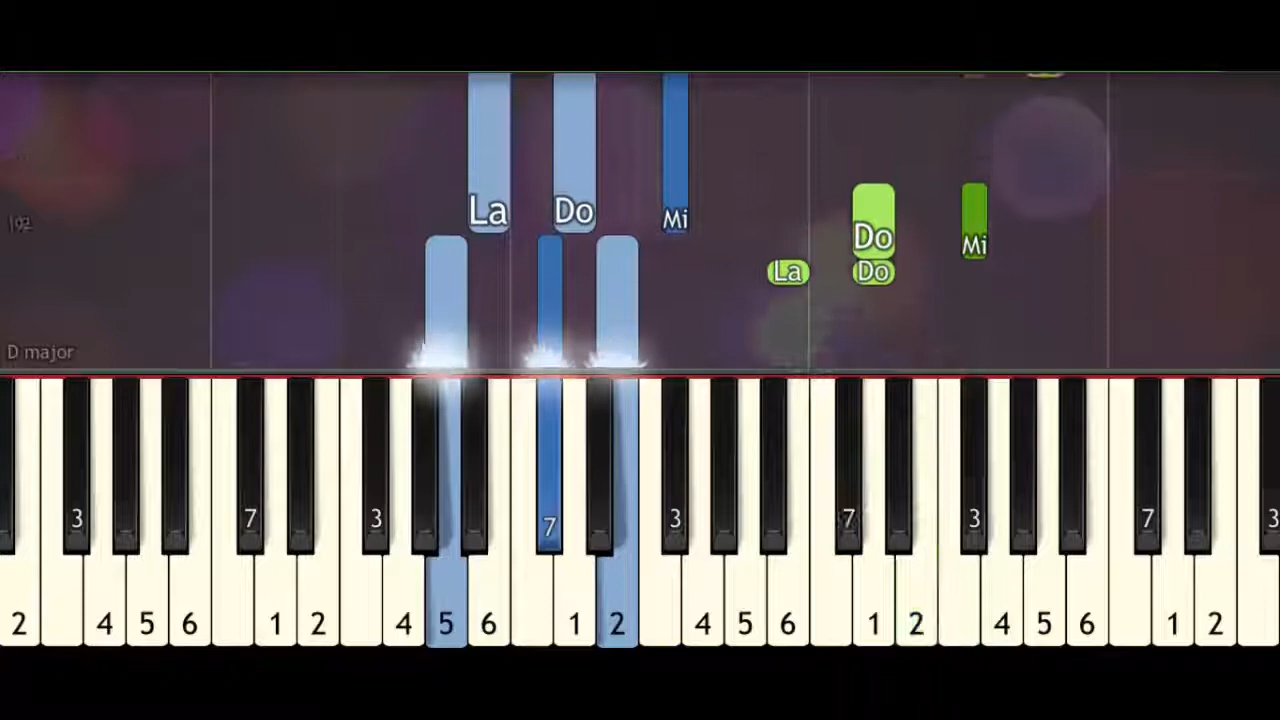 La Do Mi
Do Mi
La Do
D major
3 7 3 7 3 7 3 7 3
2 4 5 6 1 2 4 5 6 1 2 4 5 6 1 2 4 5 6 1 2